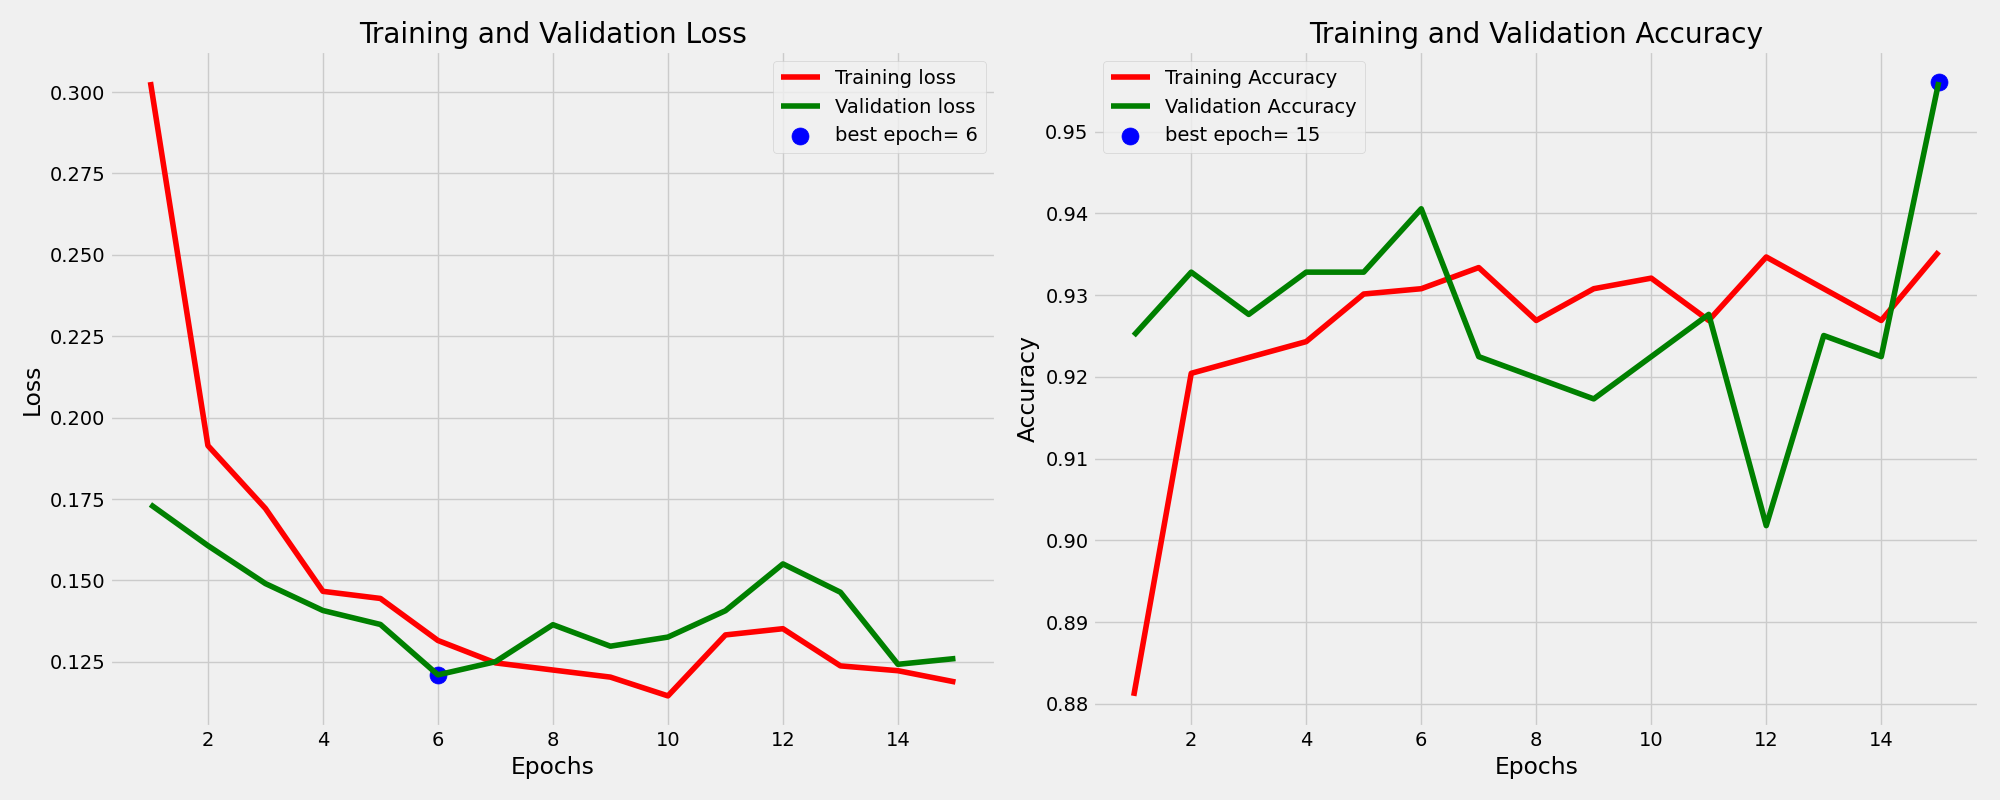 Training and Validation Loss
Training loss
Validation loss
best epoch= 6
0.300
0.275
0.250
0.225
0.200
0.175
0.150
0.125
Loss
2 4 6 8 10 12 14
Epochs
Training and Validation Accuracy
Training Accuracy
Validation Accuracy
best epoch= 15
0.95
0.94
0.93
0.92
0.91
0.90
0.89
0.88
Accuracy
2 4 6 8 10 12 14
Epochs